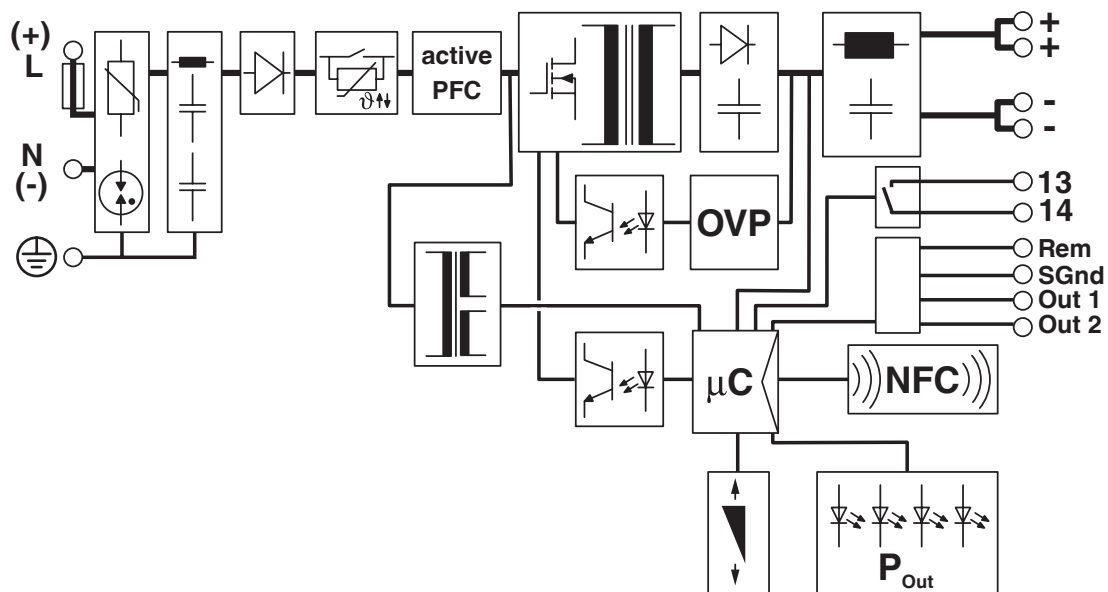 (+)
L
N
(-)
active
PFC
ϑ
+
+
-
-
13
14
OVP
Rem
SGnd
Out 1
Out 2
μC
NFC
P Out